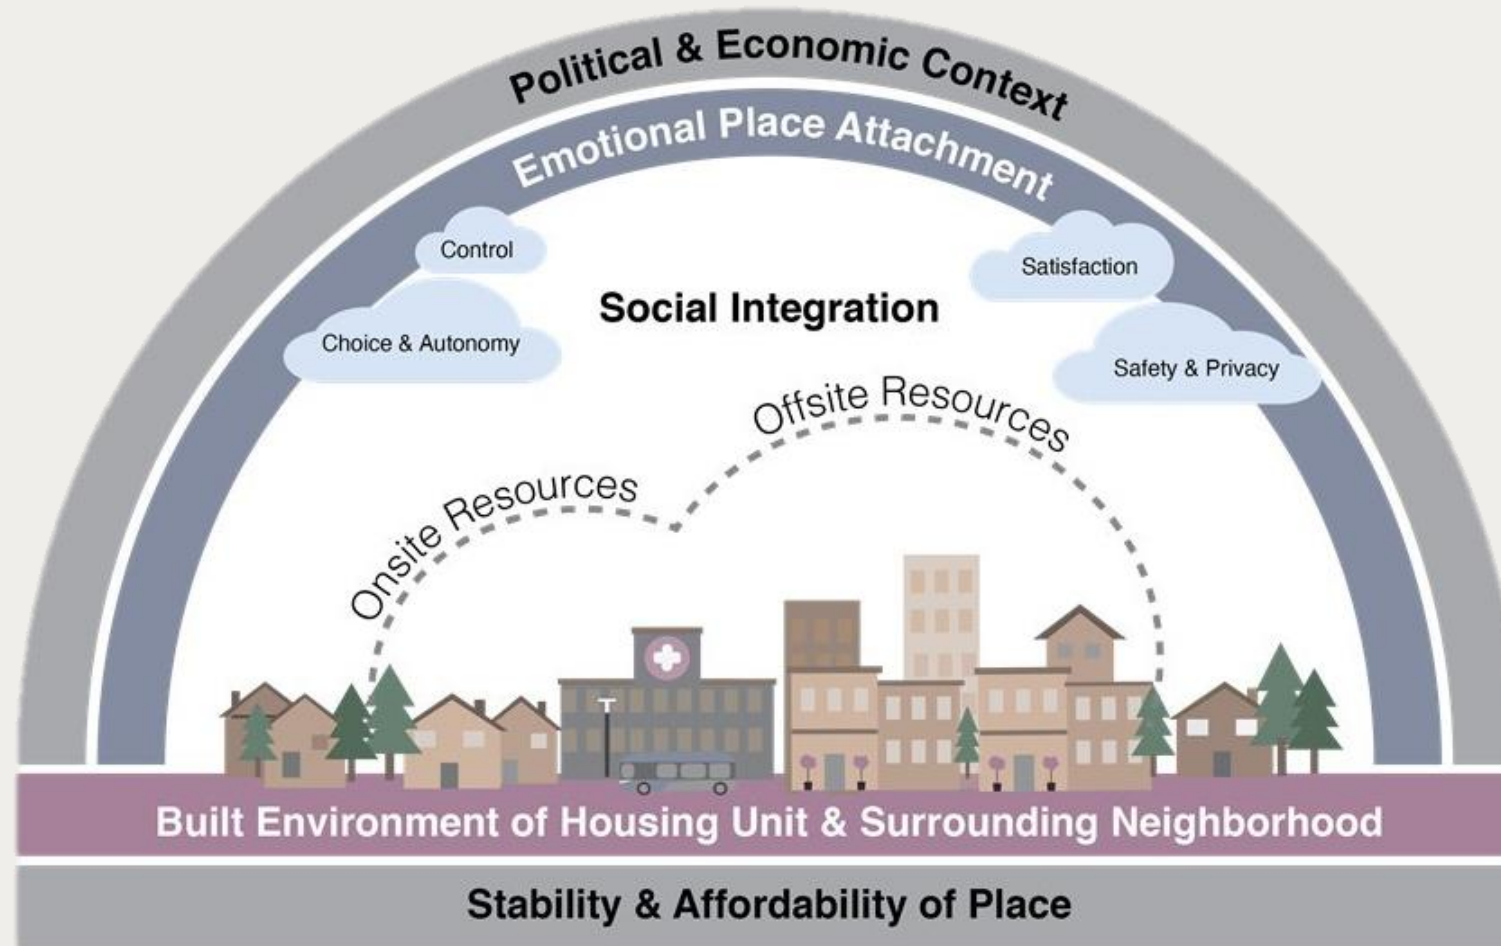 Political & Economic Context
Emotional Place Attachment
Control
Satisfaction
Social Integration
Choice & Autonomy
Safety & Privacy
Offsite Resources
Onsite Resources
Built Environment of Housing Unit & Surrounding Neighborhood
Stability & Affordability of Place